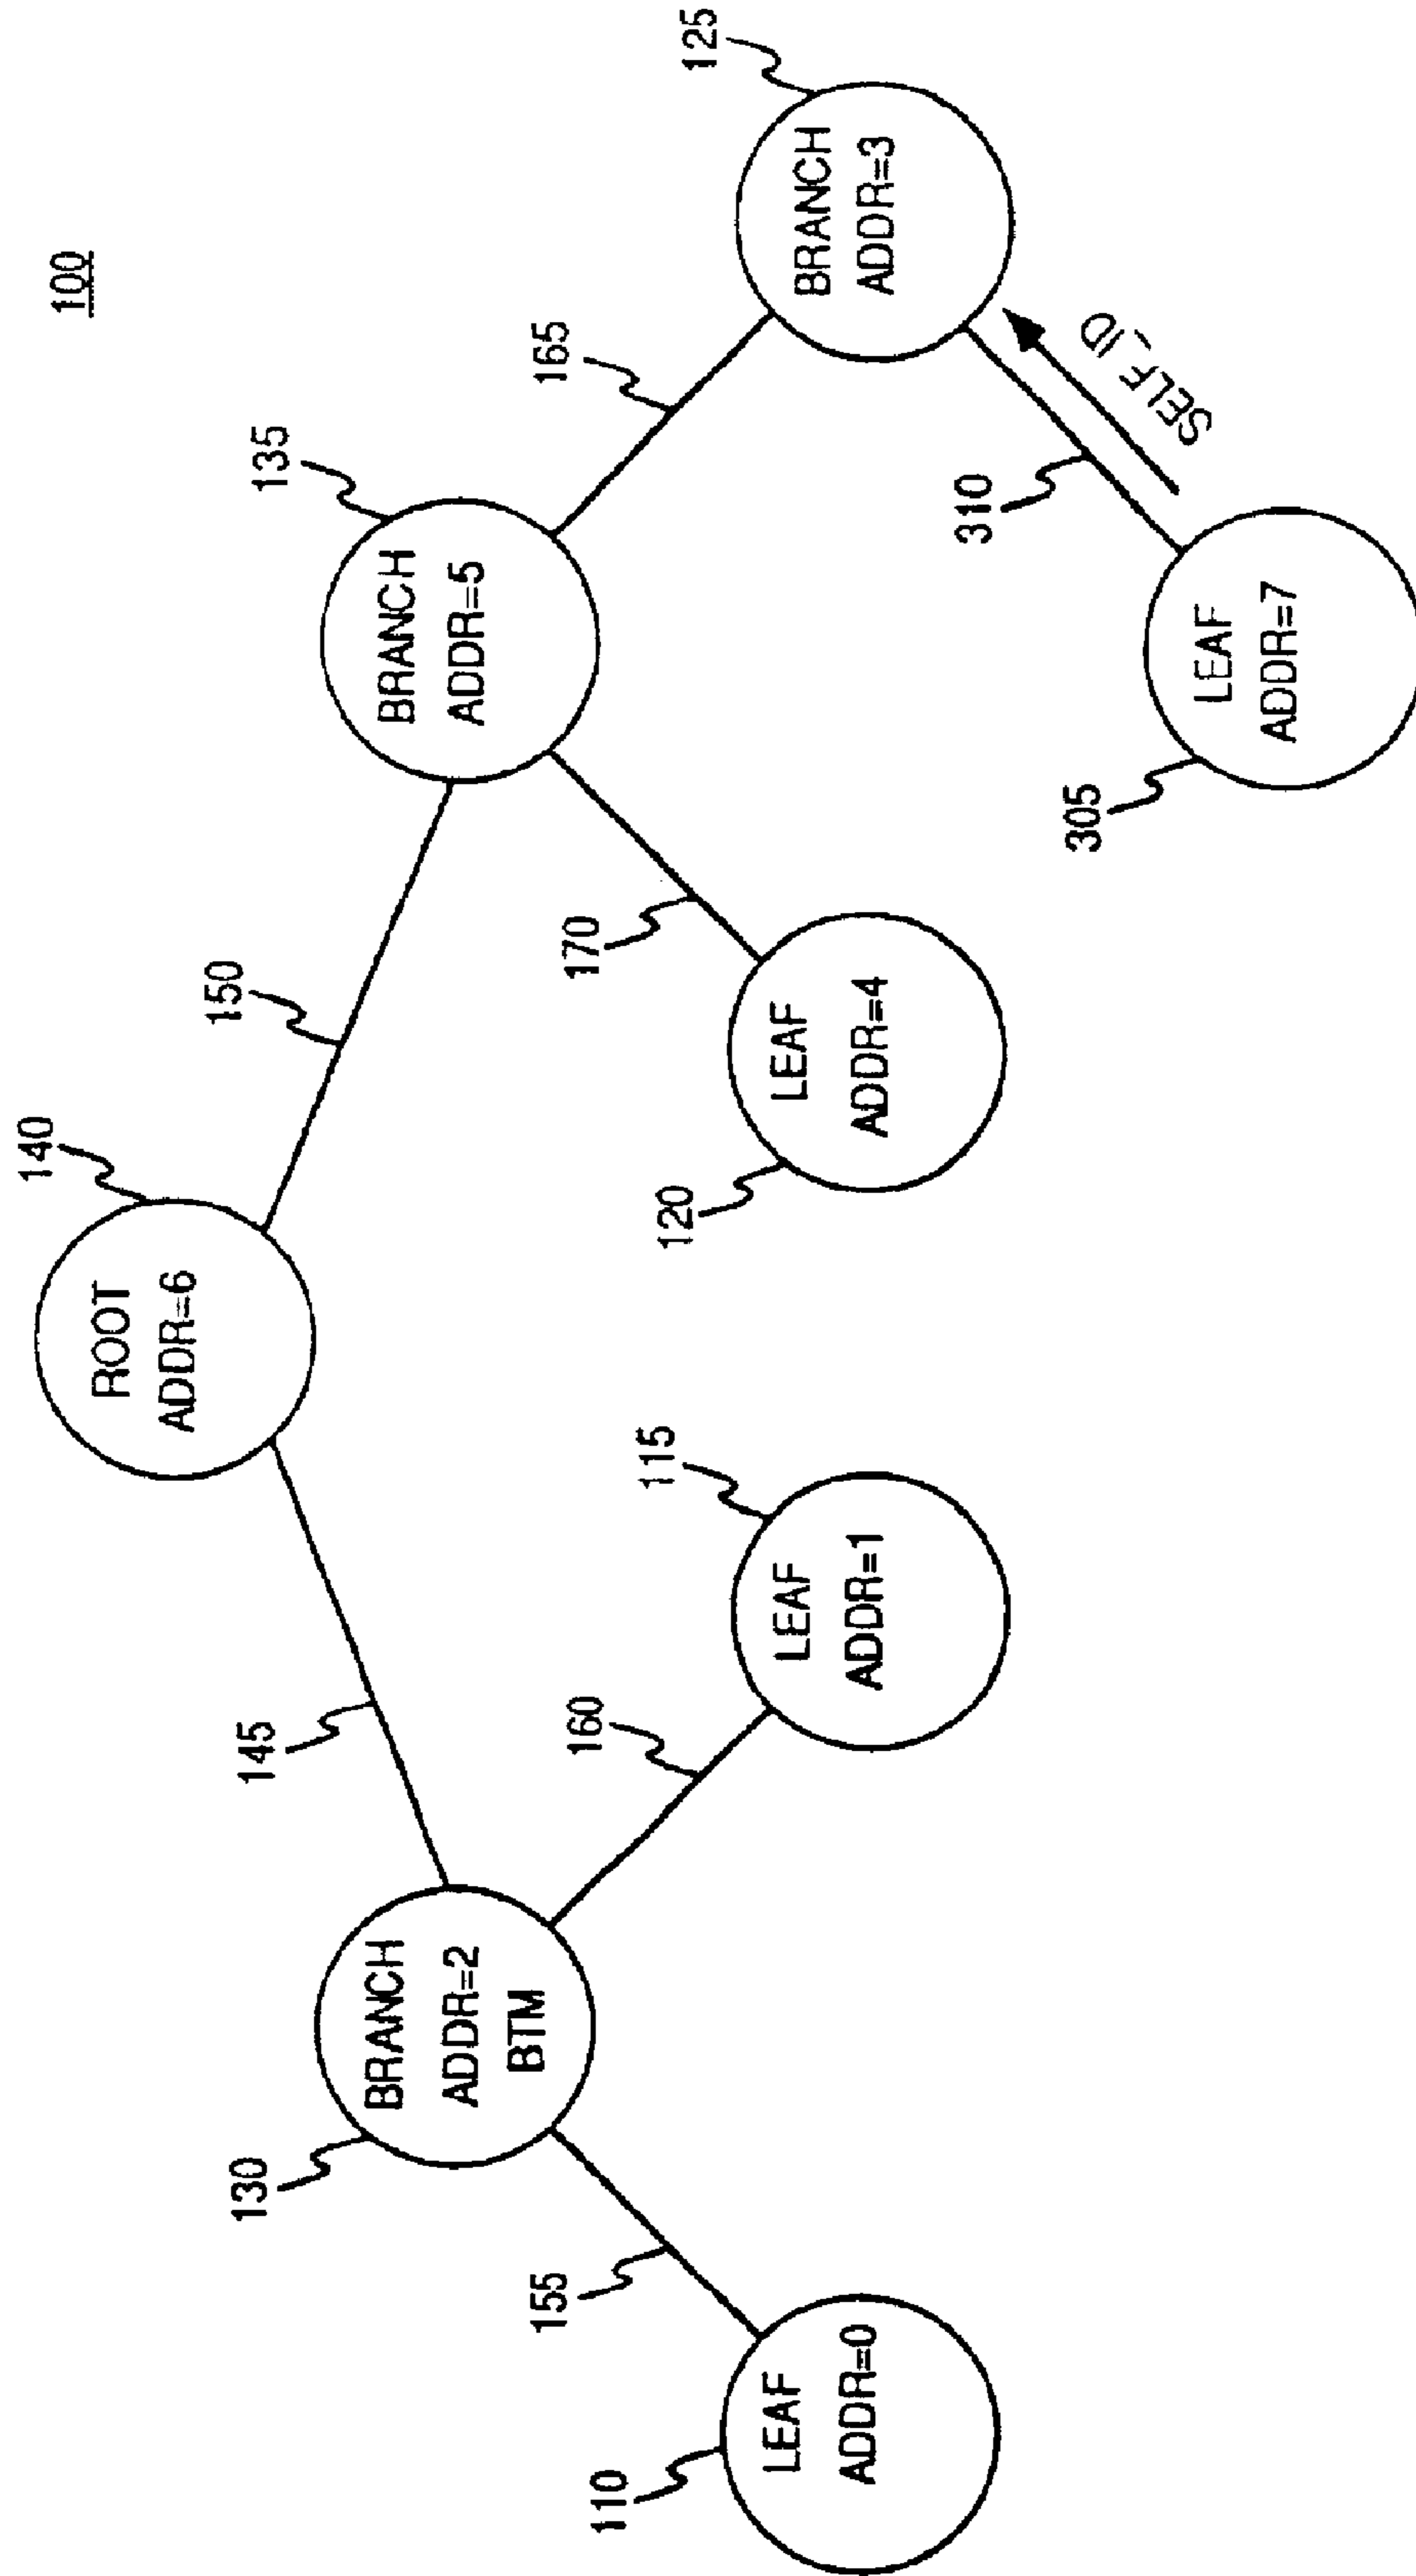 100
140
ROOT
ADDR=6
145
150
130
BRANCH
ADDR=2
BTM
135
BRANCH
ADDR=5
155
160
170
165
110
LEAF
ADDR=0
115
LEAF
ADDR=1
120
LEAF
ADDR=4
125
BRANCH
ADDR=3
310
SELF_ID
305
LEAF
ADDR=7